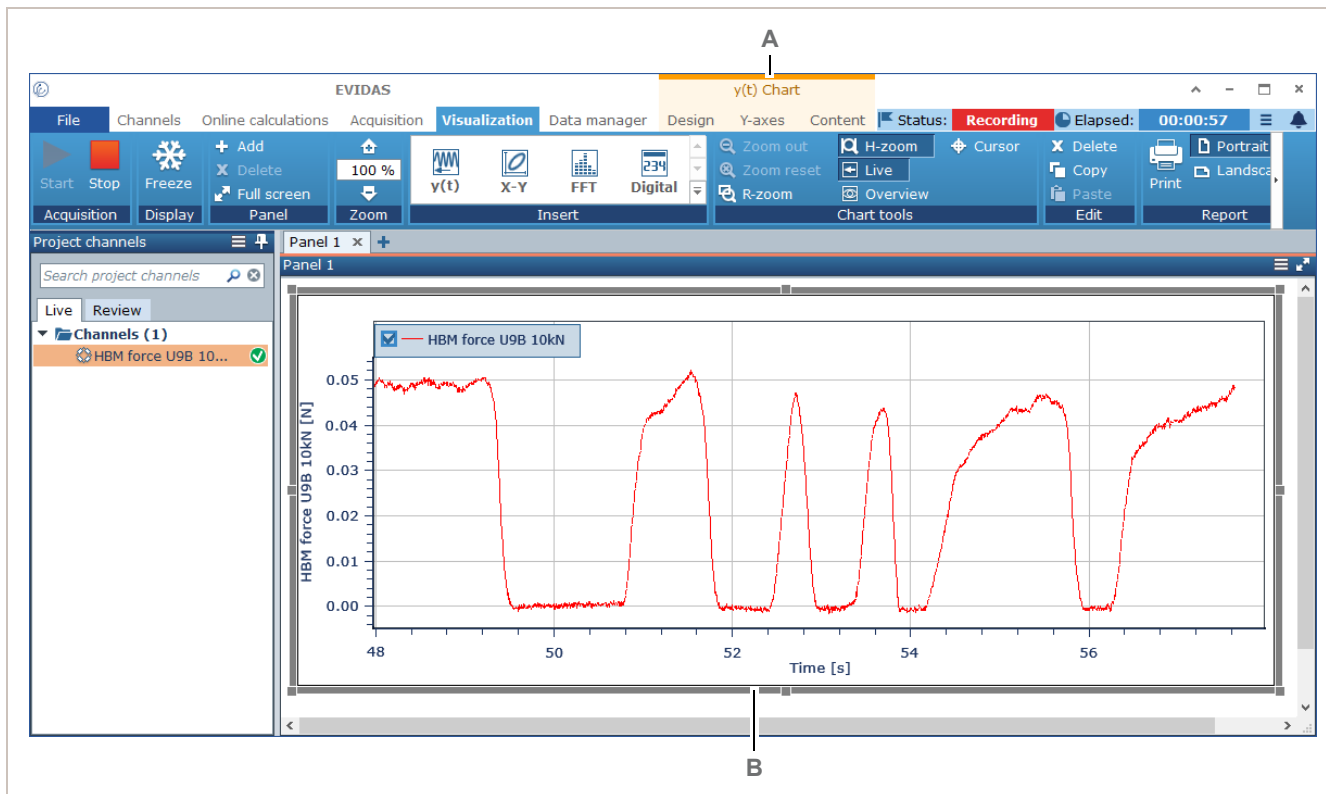 A
EVIDAS
y(t) Chart
File Channels Online calculations Acquisition Visualization Data manager Design Y-axes Content Status: Recording Elapsed: 00:00:57
Start Stop Freeze
Add
Delete
Full screen
100 %
y(t) X-Y FFT Digital
234
Zoom out H-zoom Cursor
Zoom reset Live
R-zoom Overview
Delete
Copy
Paste
Print
Portrait
Landsca
Acquisition Display Panel Zoom Insert Chart tools Edit Report
Project channels
Search project channels
Live Review
Channels (1)
HBM force U9B 10...
Panel 1
Panel 1
HBM force U9B 10kN
HBM force U9B 10kN [N]
0.05
0.04
0.03
0.02
0.01
0.00
48 50 52 54 56
Time [s]
B